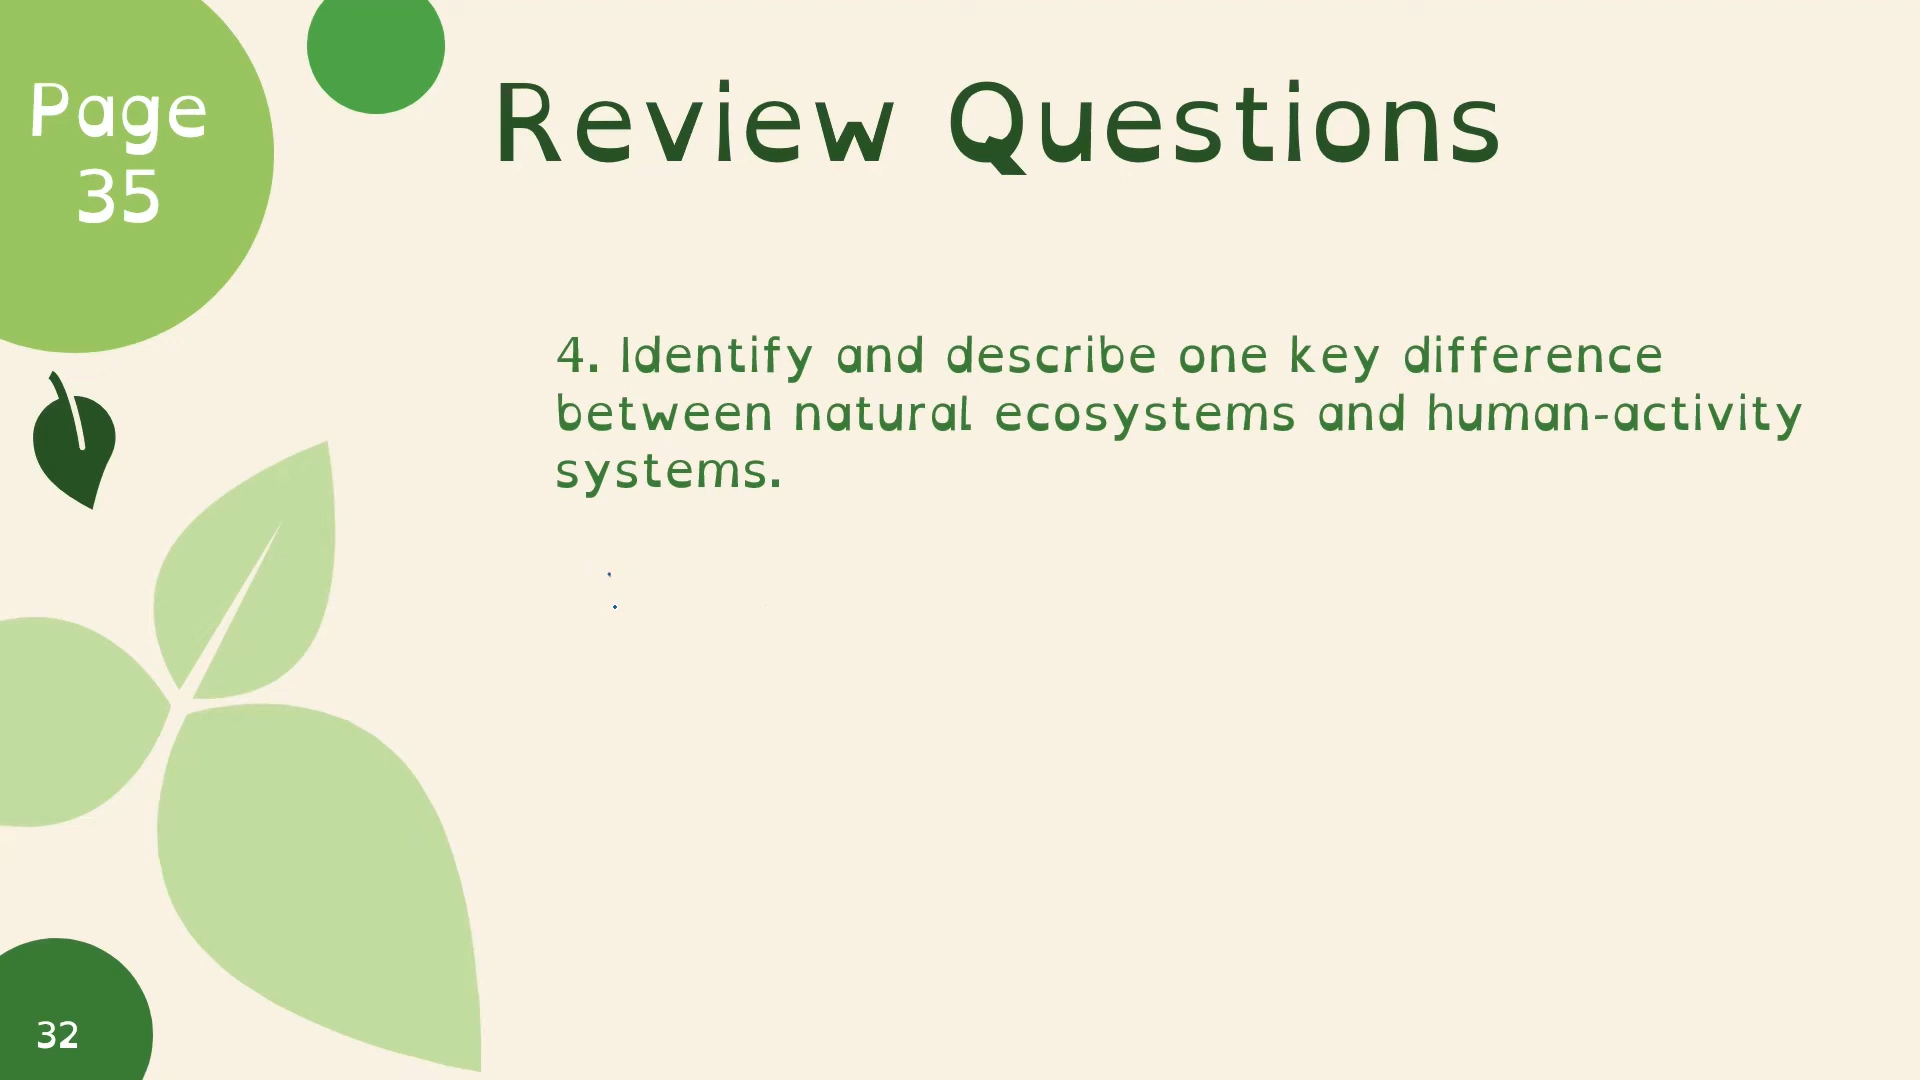 Page
35
Review Questions
4. Identify and describe one key difference
between natural ecosystems and human-activity
systems.
32